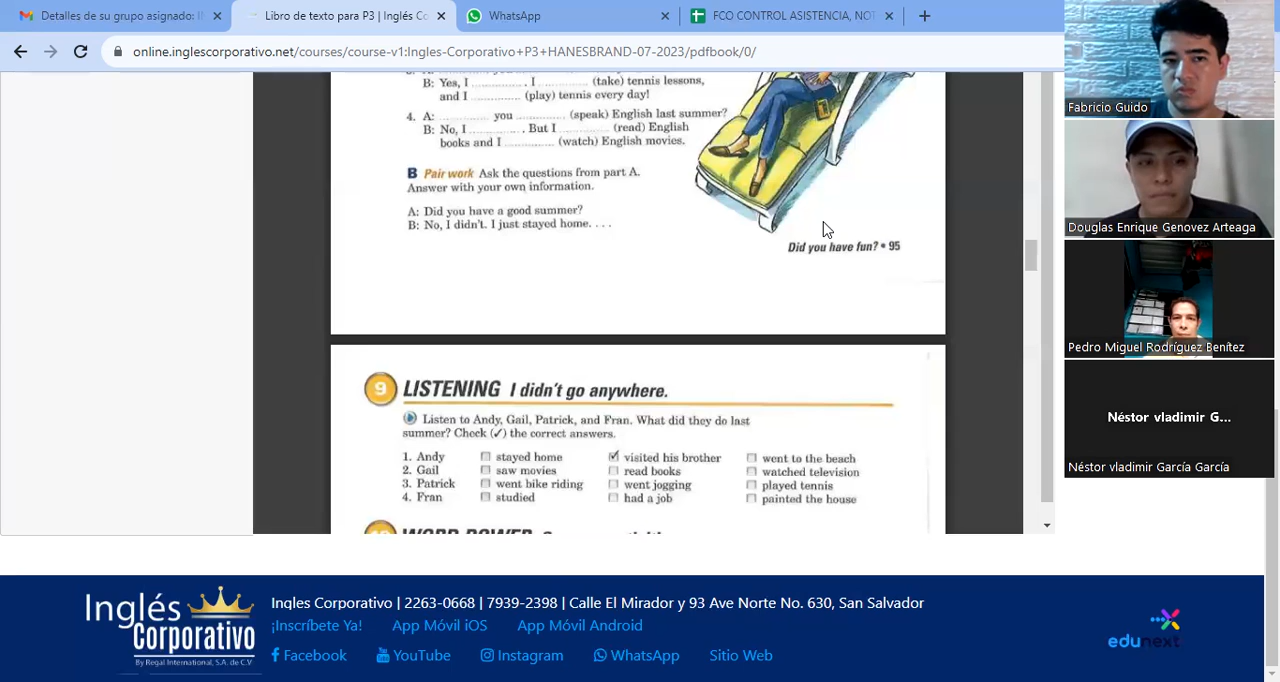 Detalles de su grupo asignado: II
Libro de texto para P3 | Inglés C
WhatsApp
FCO CONTROL ASISTENCIA, NOT
online.inglescorporativo.net/courses/course-v1:Ingles-Corporativo+P3+HANESBRAND-07-2023/pdfbook/0/
B: Yes, I ............ . I ............ (take) tennis lessons,
and I ............ (play) tennis every day!
4. A: ............ you ............ (speak) English last summer?
B: No, I ............ . But I ............ (read) English
books and I ............ (watch) English movies.
B Pair work Ask the questions from part A.
Answer with your own information.
A: Did you have a good summer?
B: No, I didn't. I just stayed home. . . .
Did you have fun? • 95
9 LISTENING I didn't go anywhere.
Listen to Andy, Gail, Patrick, and Fran. What did they do last
summer? Check (✓) the correct answers.
1. Andy ☐ stayed home ☑ visited his brother ☐ went to the beach
2. Gail ☐ saw movies ☐ read books ☐ watched television
3. Patrick ☐ went bike riding ☐ went jogging ☐ played tennis
4. Fran ☐ studied ☐ had a job ☐ painted the house
Fabricio Guido
Douglas Enrique Genovez Arteaga
Pedro Miguel Rodríguez Benítez
Néstor vladimir G...
Néstor vladimir García García
Inglés
Corporativo
By Regal International, S.A. de C.V
Ingles Corporativo | 2263-0668 | 7939-2398 | Calle El Mirador y 93 Ave Norte No. 630, San Salvador
¡Inscríbete Ya! App Móvil iOS App Móvil Android
Facebook YouTube Instagram WhatsApp Sitio Web
edunext